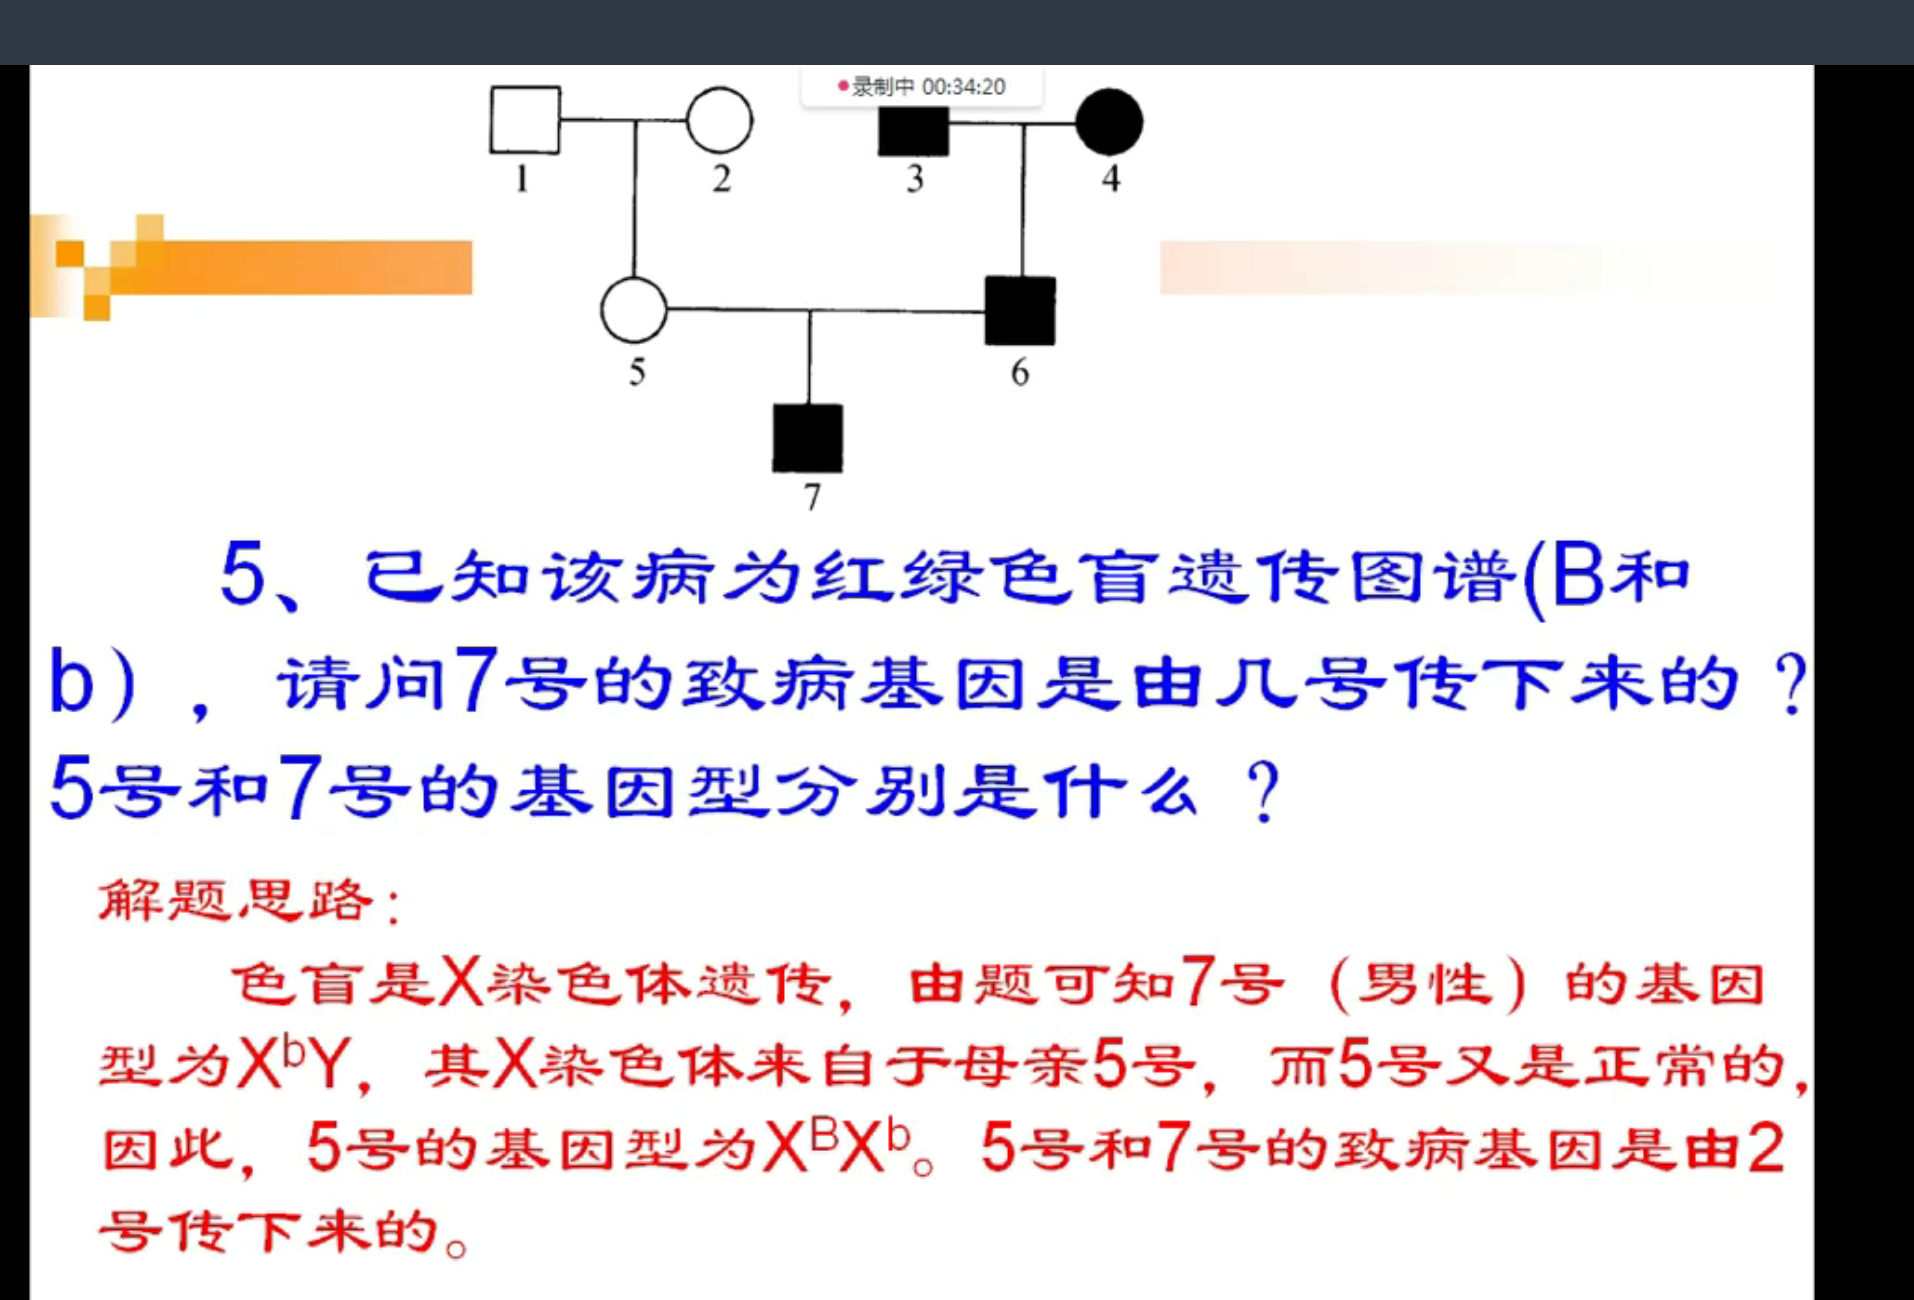 ●录制中 00:34:20
1
2
3
4
5
6
7
5、已知该病为红绿色盲遗传图谱(B和
b），请问7号的致病基因是由几号传下来的？
5号和7号的基因型分别是什么？
解题思路：
色盲是X染色体遗传，由题可知7号（男性）的基因
型为XᵇY，其X染色体来自于母亲5号，而5号又是正常的，
因此，5号的基因型为XᴮXᵇ。5号和7号的致病基因是由2
号传下来的。